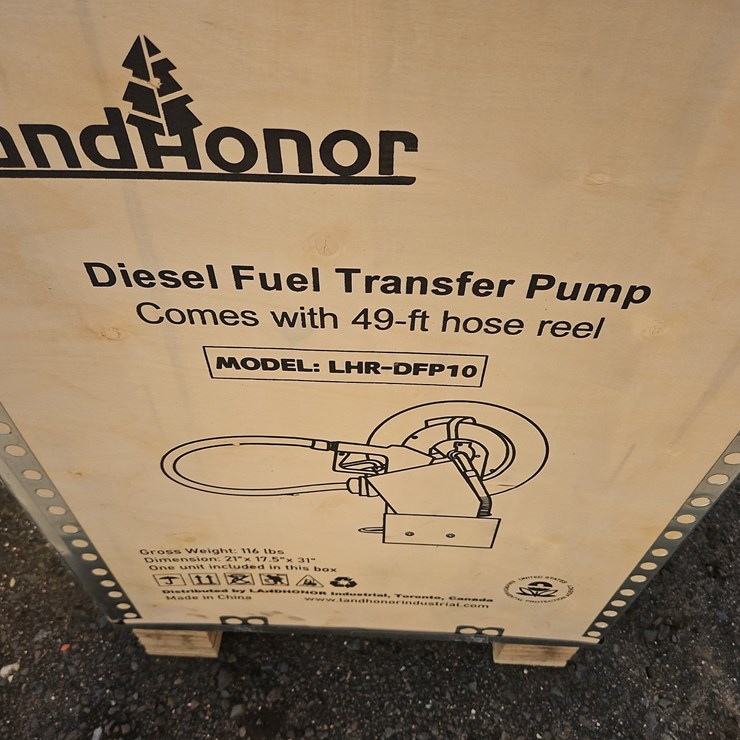 andHonor
Diesel Fuel Transfer Pump
Comes with 49-ft hose reel
MODEL: LHR-DFP10
Gross Weight: 116 lbs
Dimension: 21"x 17.5"x 31"
One unit included in this box
Distributed by LANDHONOR Industrial, Toronto, Canada
Made in China www.landhonorindustrial.com
UNITED STATES